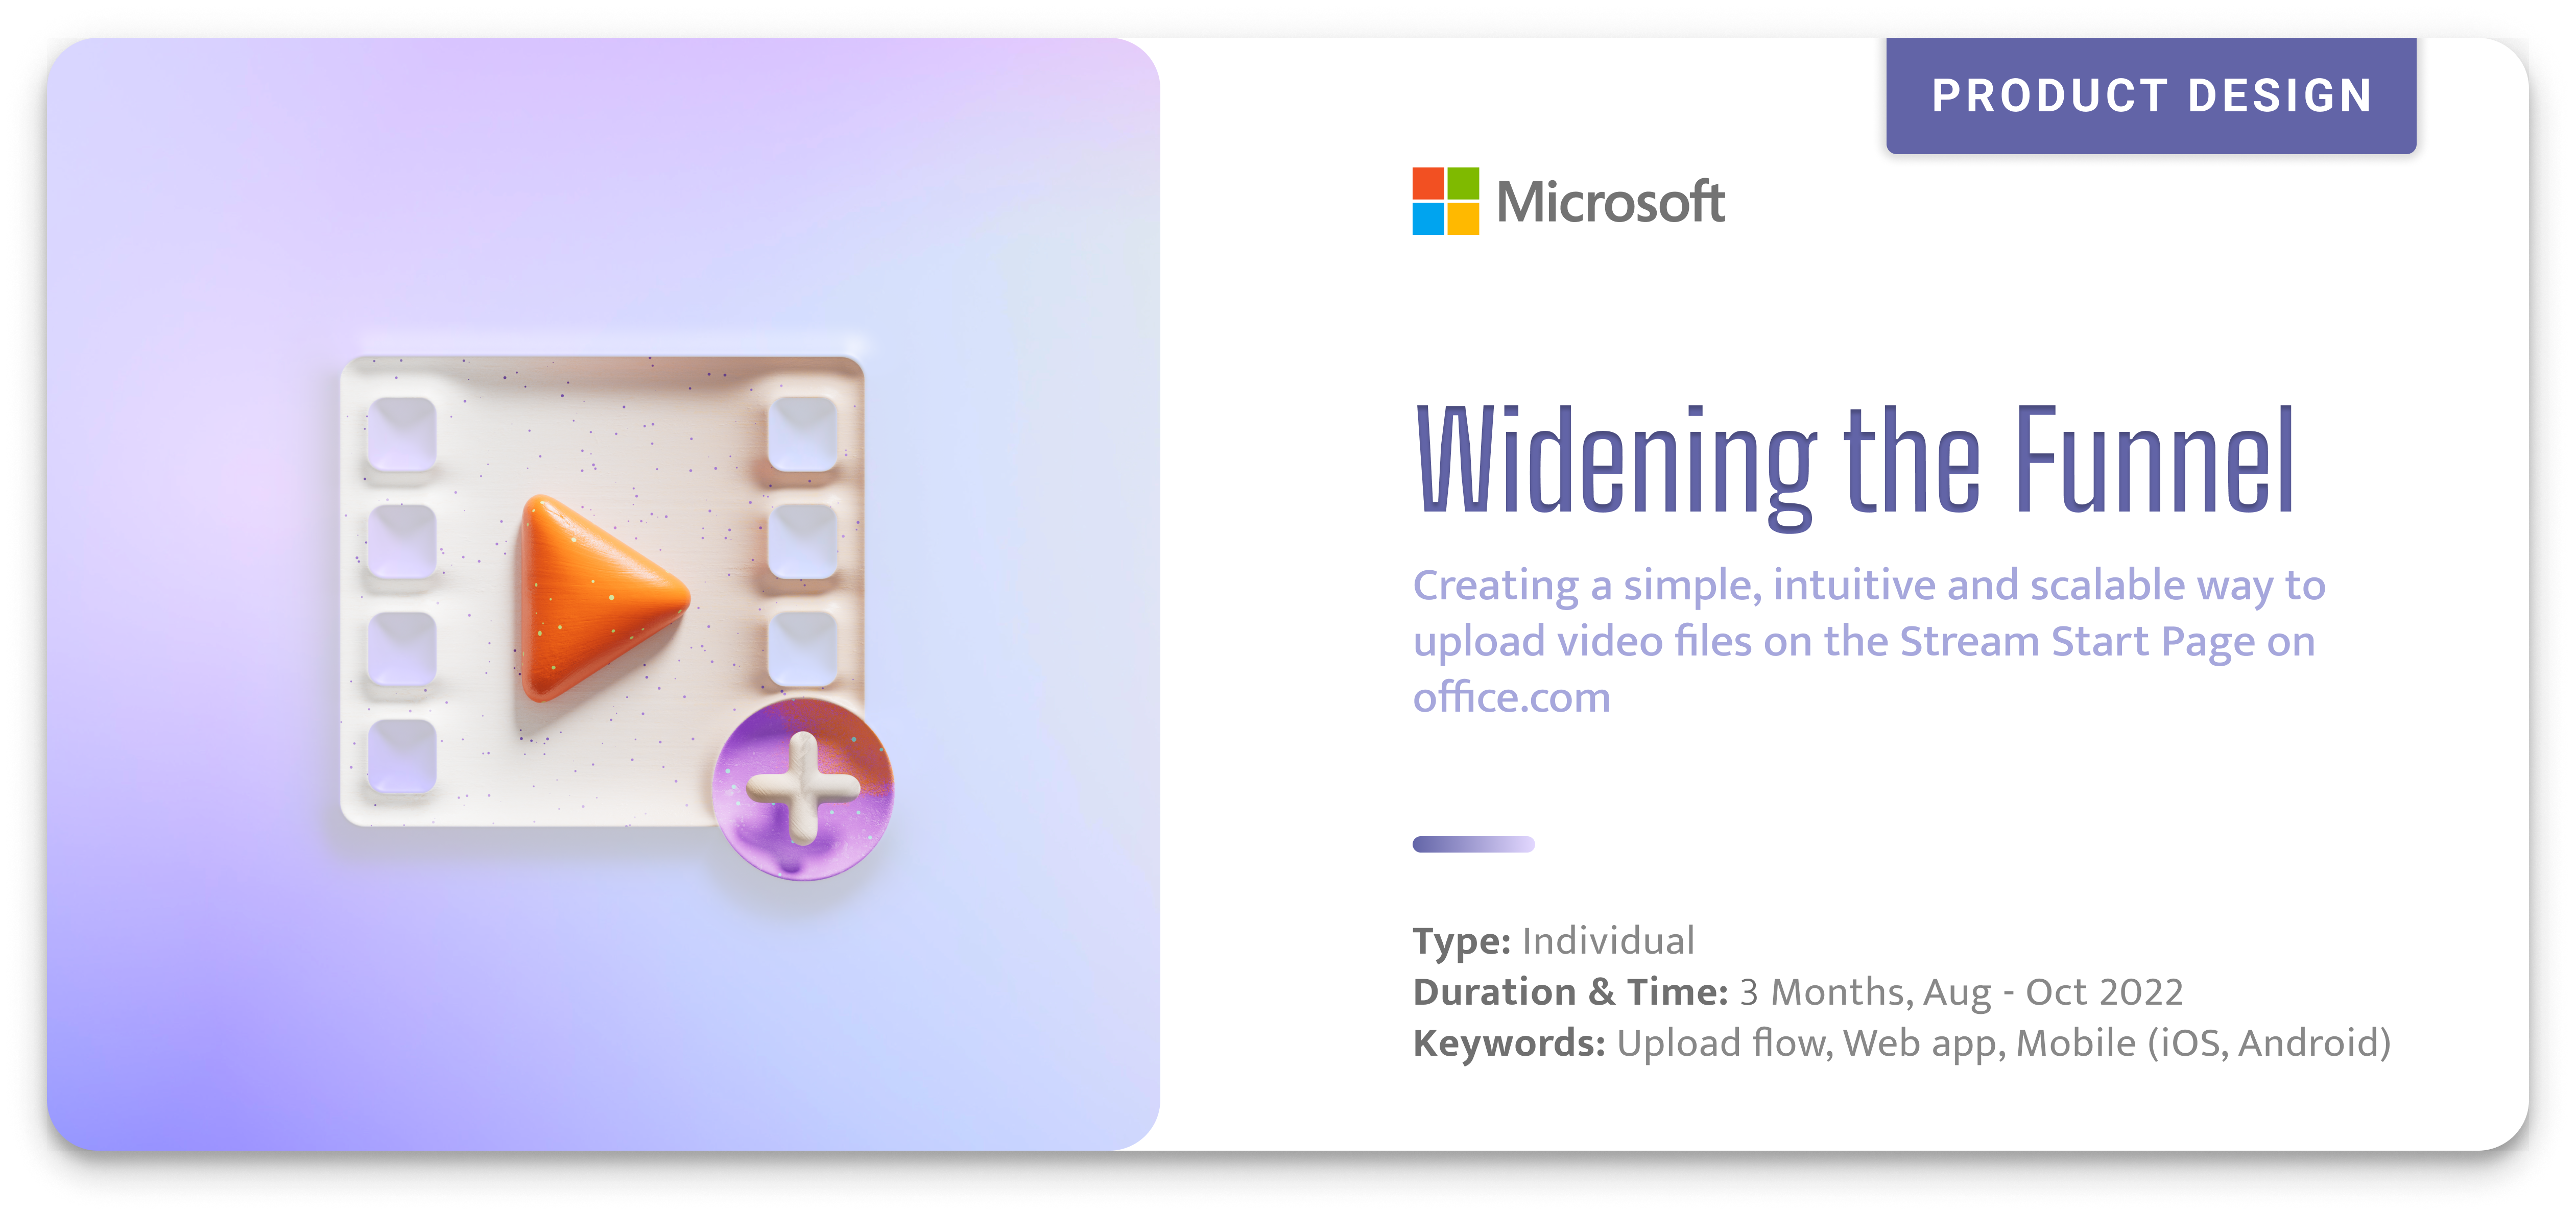 PRODUCT DESIGN
Microsoft
Widening the Funnel
Creating a simple, intuitive and scalable way to
upload video files on the Stream Start Page on
office.com
Type: Individual
Duration & Time: 3 Months, Aug - Oct 2022
Keywords: Upload flow, Web app, Mobile (iOS, Android)